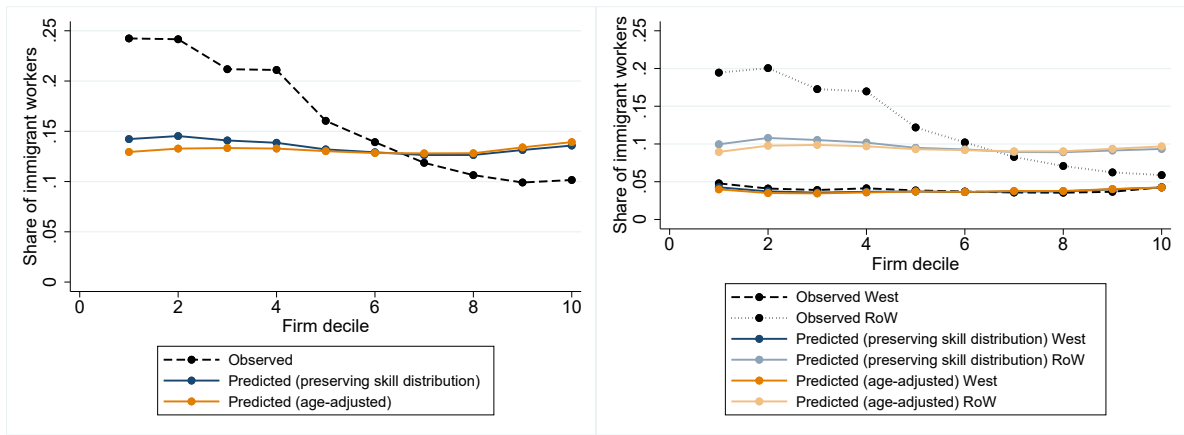 Share of immigrant workers
.25
.2
.15
.1
.05
0
0 2 4 6 8 10
Firm decile
Observed
Predicted (preserving skill distribution)
Predicted (age-adjusted)
Share of immigrant workers
.25
.2
.15
.1
.05
0
0 2 4 6 8 10
Firm decile
Observed West
Observed RoW
Predicted (preserving skill distribution) West
Predicted (preserving skill distribution) RoW
Predicted (age-adjusted) West
Predicted (age-adjusted) RoW